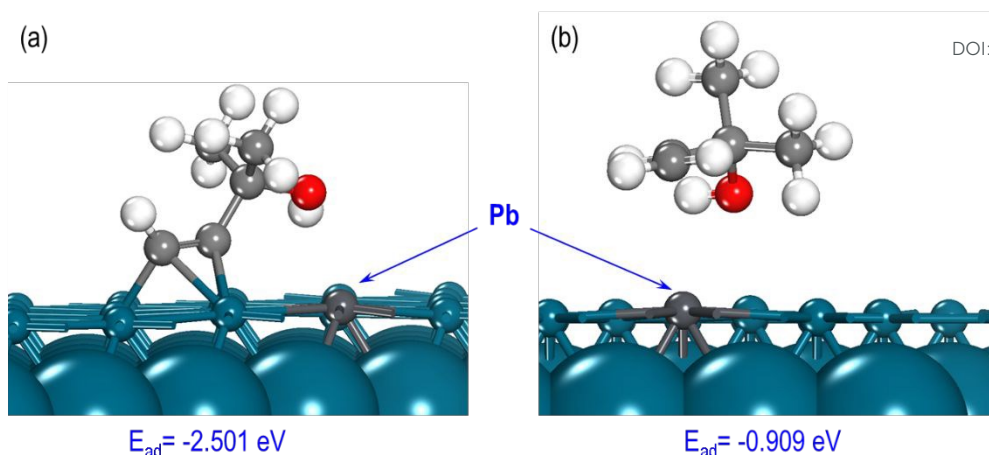 (a)
(b)
DOI:
Pb
E_ad= -2.501 eV
E_ad= -0.909 eV